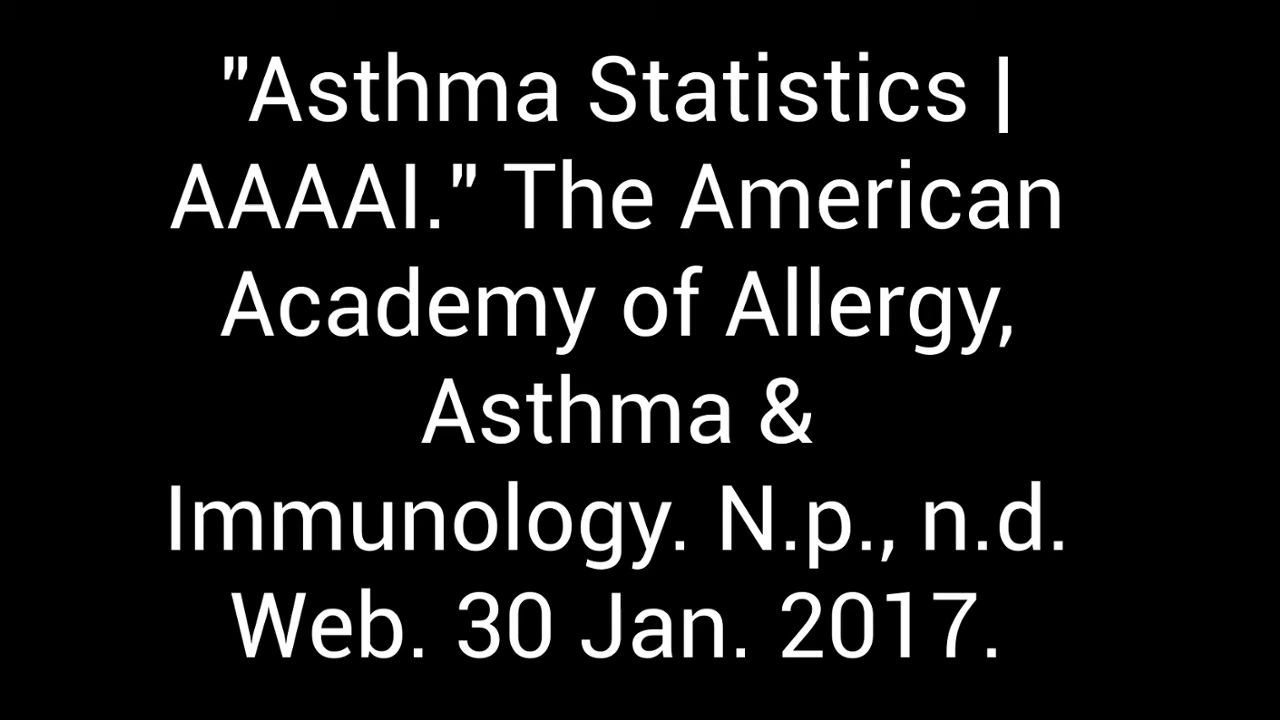 "Asthma Statistics |
AAAAI." The American
Academy of Allergy,
Asthma &
Immunology. N.p., n.d.
Web. 30 Jan. 2017.